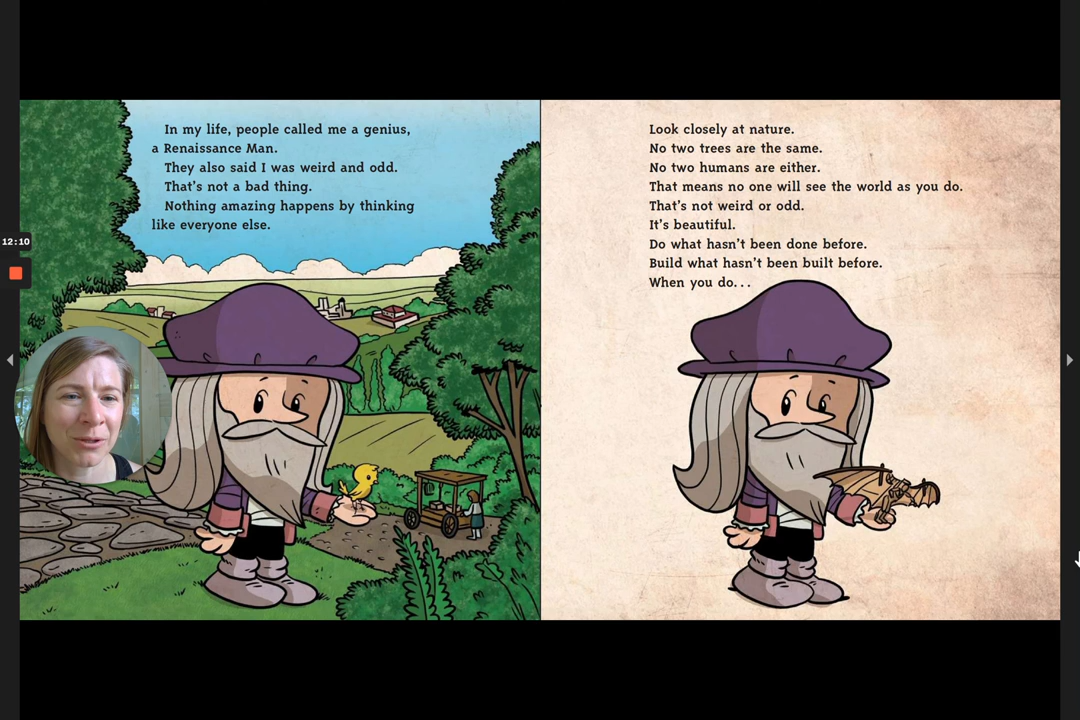 In my life, people called me a genius,
a Renaissance Man.
They also said I was weird and odd.
That's not a bad thing.
Nothing amazing happens by thinking
like everyone else.
Look closely at nature.
No two trees are the same.
No two humans are either.
That means no one will see the world as you do.
That's not weird or odd.
It's beautiful.
Do what hasn't been done before.
Build what hasn't been built before.
When you do...
12:10